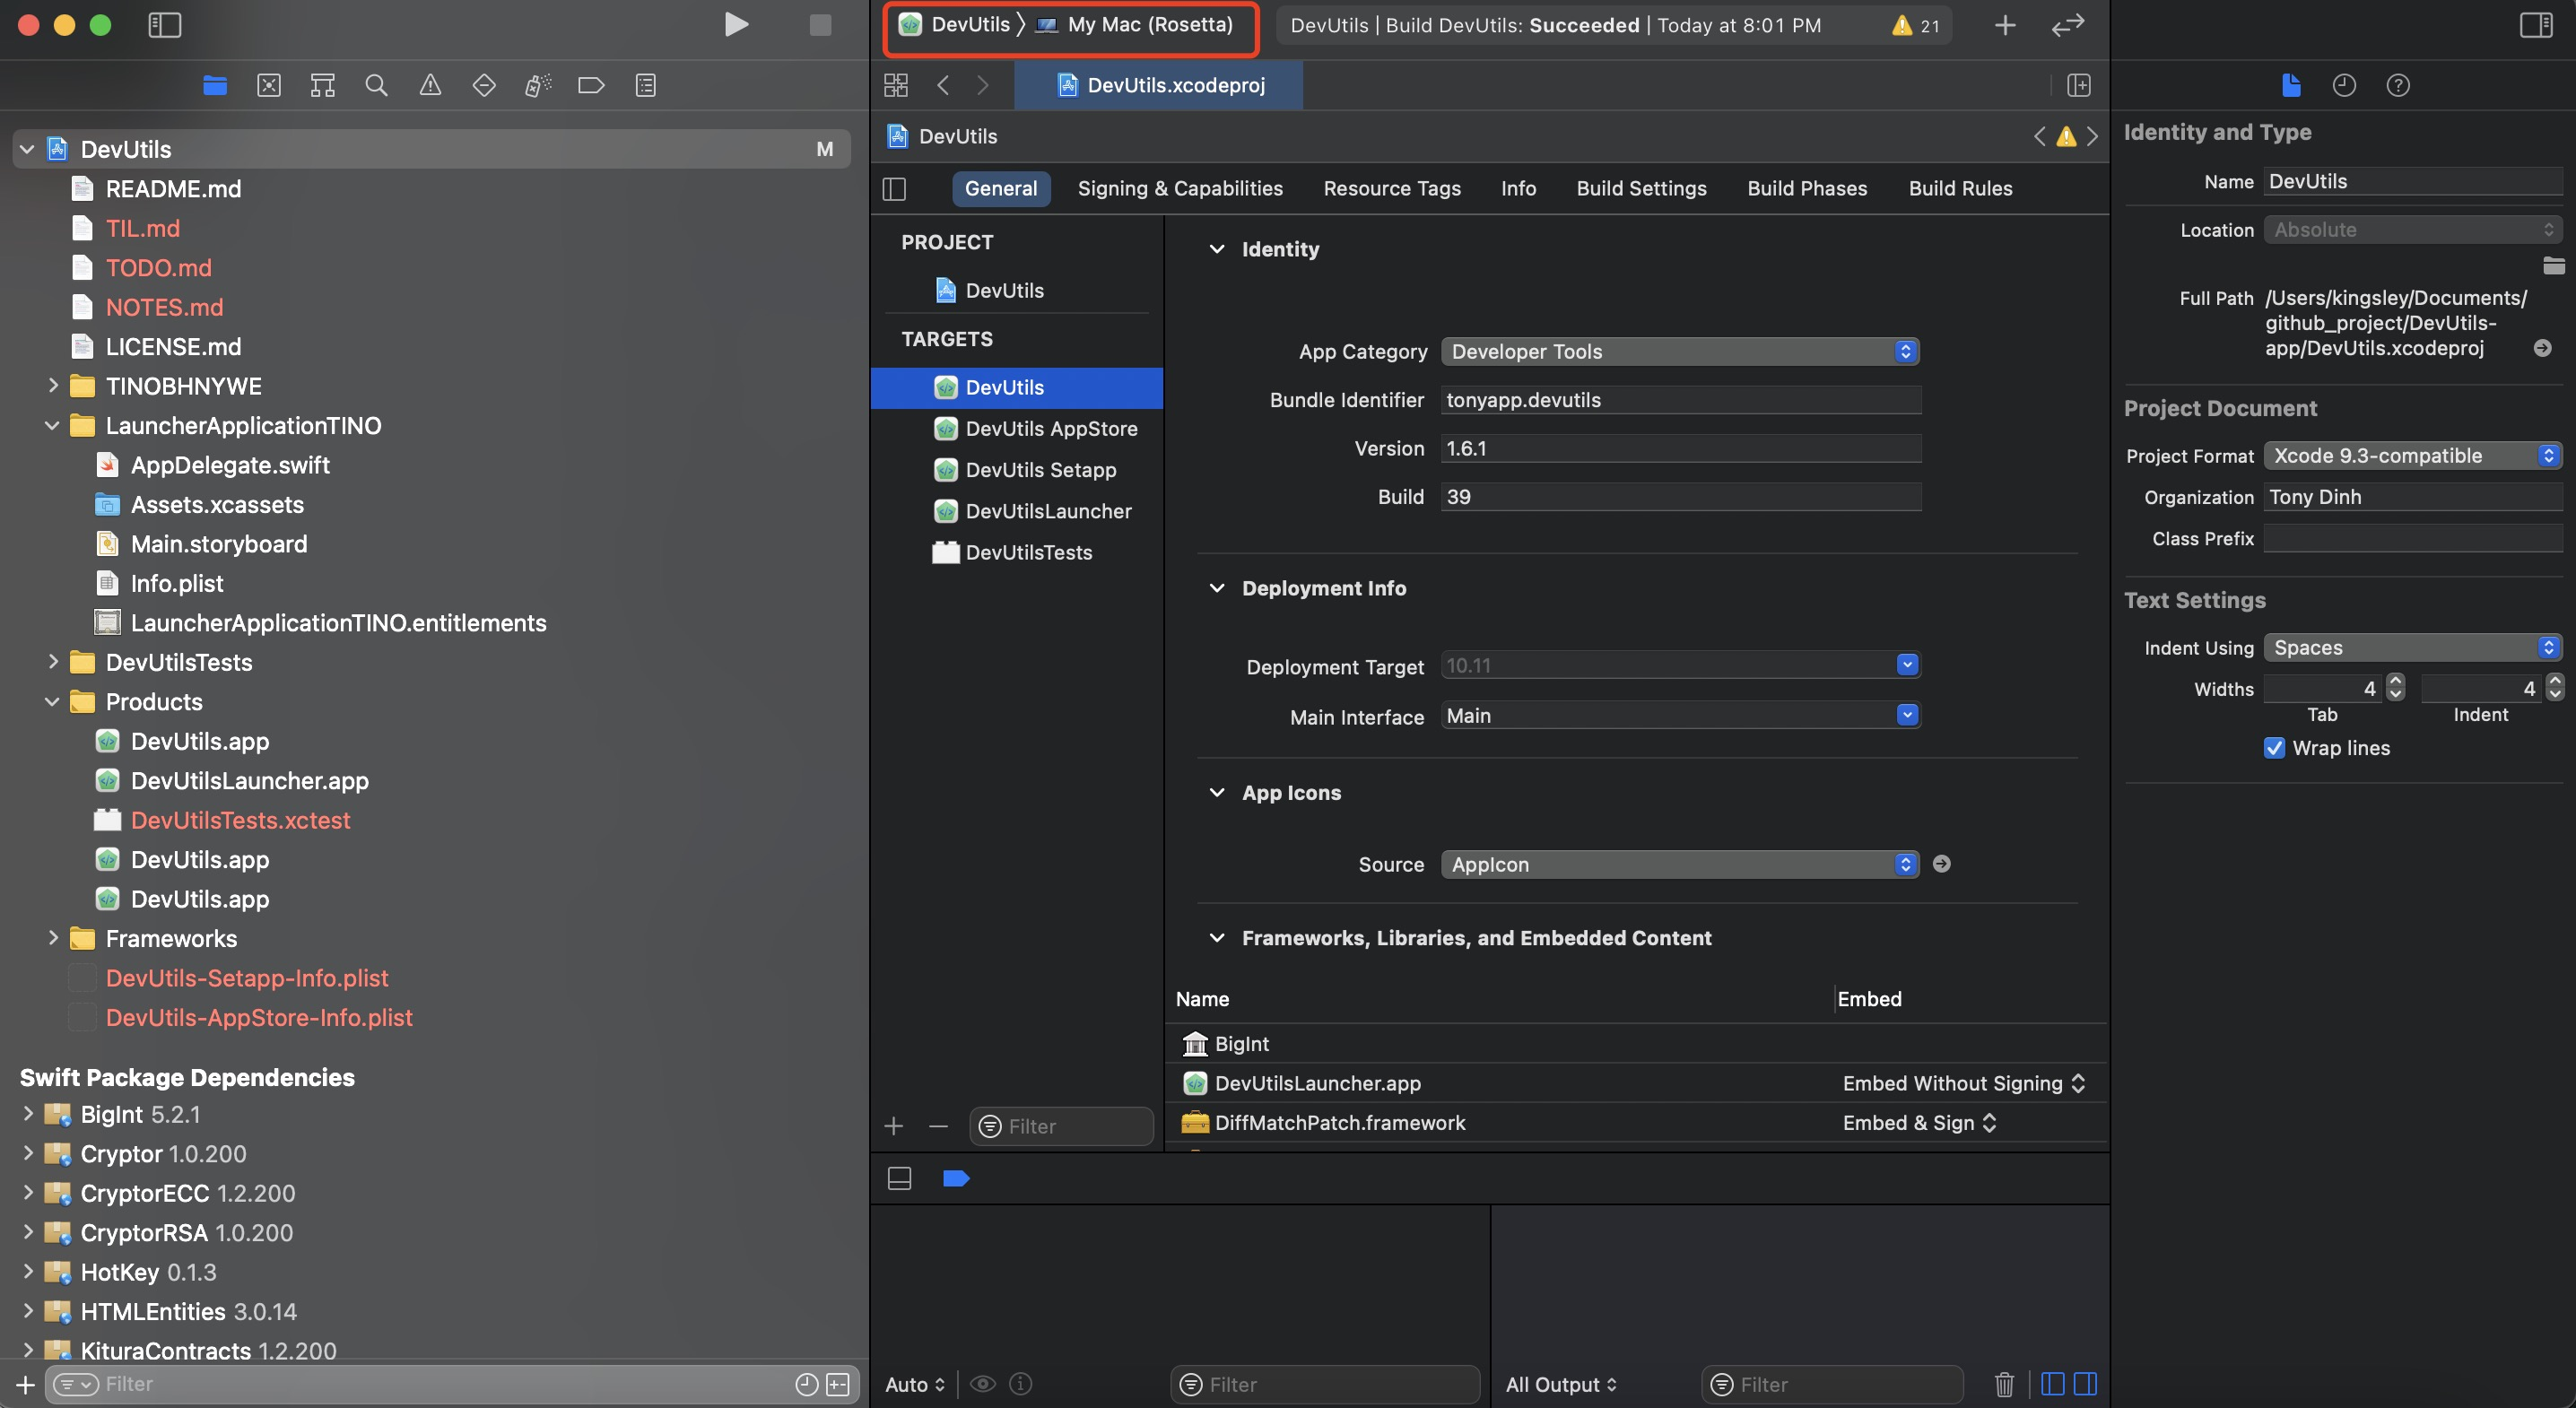 DevUtils
My Mac (Rosetta)
DevUtils | Build DevUtils: Succeeded | Today at 8:01 PM
21
DevUtils.xcodeproj
DevUtils
M
README.md
TIL.md
TODO.md
NOTES.md
LICENSE.md
TINOBHNYWE
LauncherApplicationTINO
AppDelegate.swift
Assets.xcassets
Main.storyboard
Info.plist
LauncherApplicationTINO.entitlements
DevUtilsTests
Products
DevUtils.app
DevUtilsLauncher.app
DevUtilsTests.xctest
DevUtils.app
DevUtils.app
Frameworks
DevUtils-Setapp-Info.plist
DevUtils-AppStore-Info.plist
Swift Package Dependencies
BigInt 5.2.1
Cryptor 1.0.200
CryptorECC 1.2.200
CryptorRSA 1.0.200
HotKey 0.1.3
HTMLEntities 3.0.14
KituraContracts 1.2.200
Filter
DevUtils
General
Signing & Capabilities
Resource Tags
Info
Build Settings
Build Phases
Build Rules
PROJECT
DevUtils
TARGETS
DevUtils
DevUtils AppStore
DevUtils Setapp
DevUtilsLauncher
DevUtilsTests
Filter
Identity
App Category Developer Tools
Bundle Identifier tonyapp.devutils
Version 1.6.1
Build 39
Deployment Info
Deployment Target 10.11
Main Interface Main
App Icons
Source AppIcon
Frameworks, Libraries, and Embedded Content
Name Embed
BigInt
DevUtilsLauncher.app Embed Without Signing
DiffMatchPatch.framework Embed & Sign
Auto
Filter
All Output
Filter
Identity and Type
Name DevUtils
Location Absolute
Full Path /Users/kingsley/Documents/
github_project/DevUtils-
app/DevUtils.xcodeproj
Project Document
Project Format Xcode 9.3-compatible
Organization Tony Dinh
Class Prefix
Text Settings
Indent Using Spaces
Widths 4 4
Tab Indent
Wrap lines